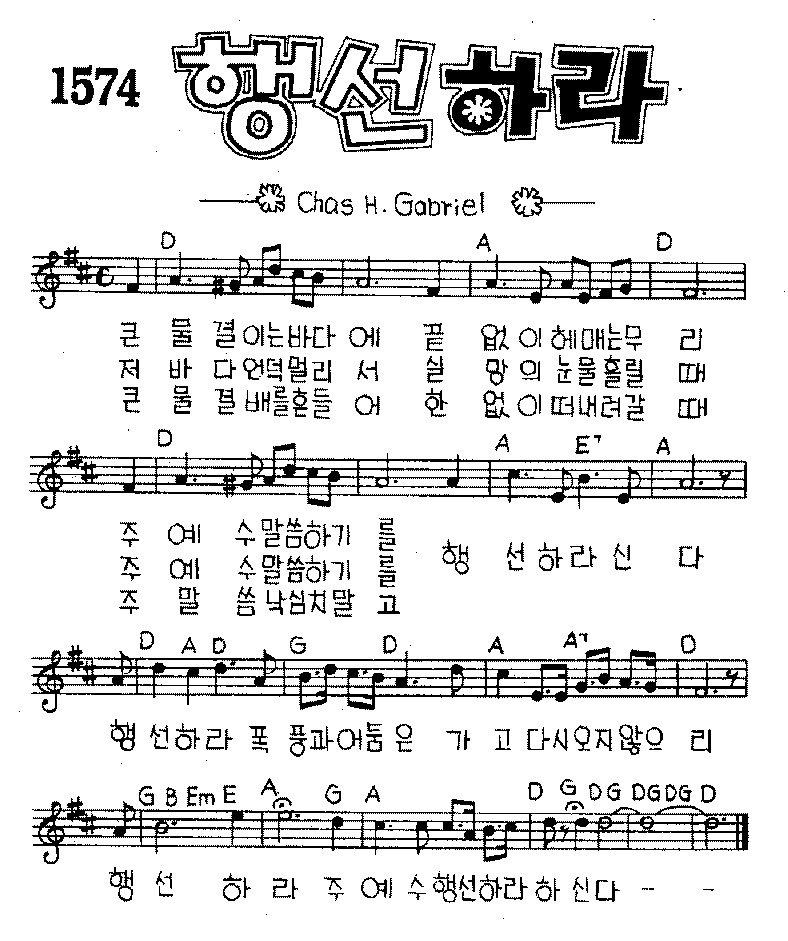 1574 행선하라
Chas H. Gabriel
D A D
큰 물 결이는바다에 끝 없이헤매는무 리
저 바 다언덕멀리 서 실 망의눈물흘릴 때
큰 물 결배를흔들 어 한 없이떠내려갈 때
D A E7 A
주 예 수말씀하기 를
주 예 수말씀하기 를 행 선하라신 다
주 말 씀낙심치말 고
D A D G D A A7 D
행 선하라 폭 풍과어둠은 가 고 다시오지않으 리
G B Em E A G A D G D G DG DG D
행 선 하 라 주 예 수행선하라하신다 - -